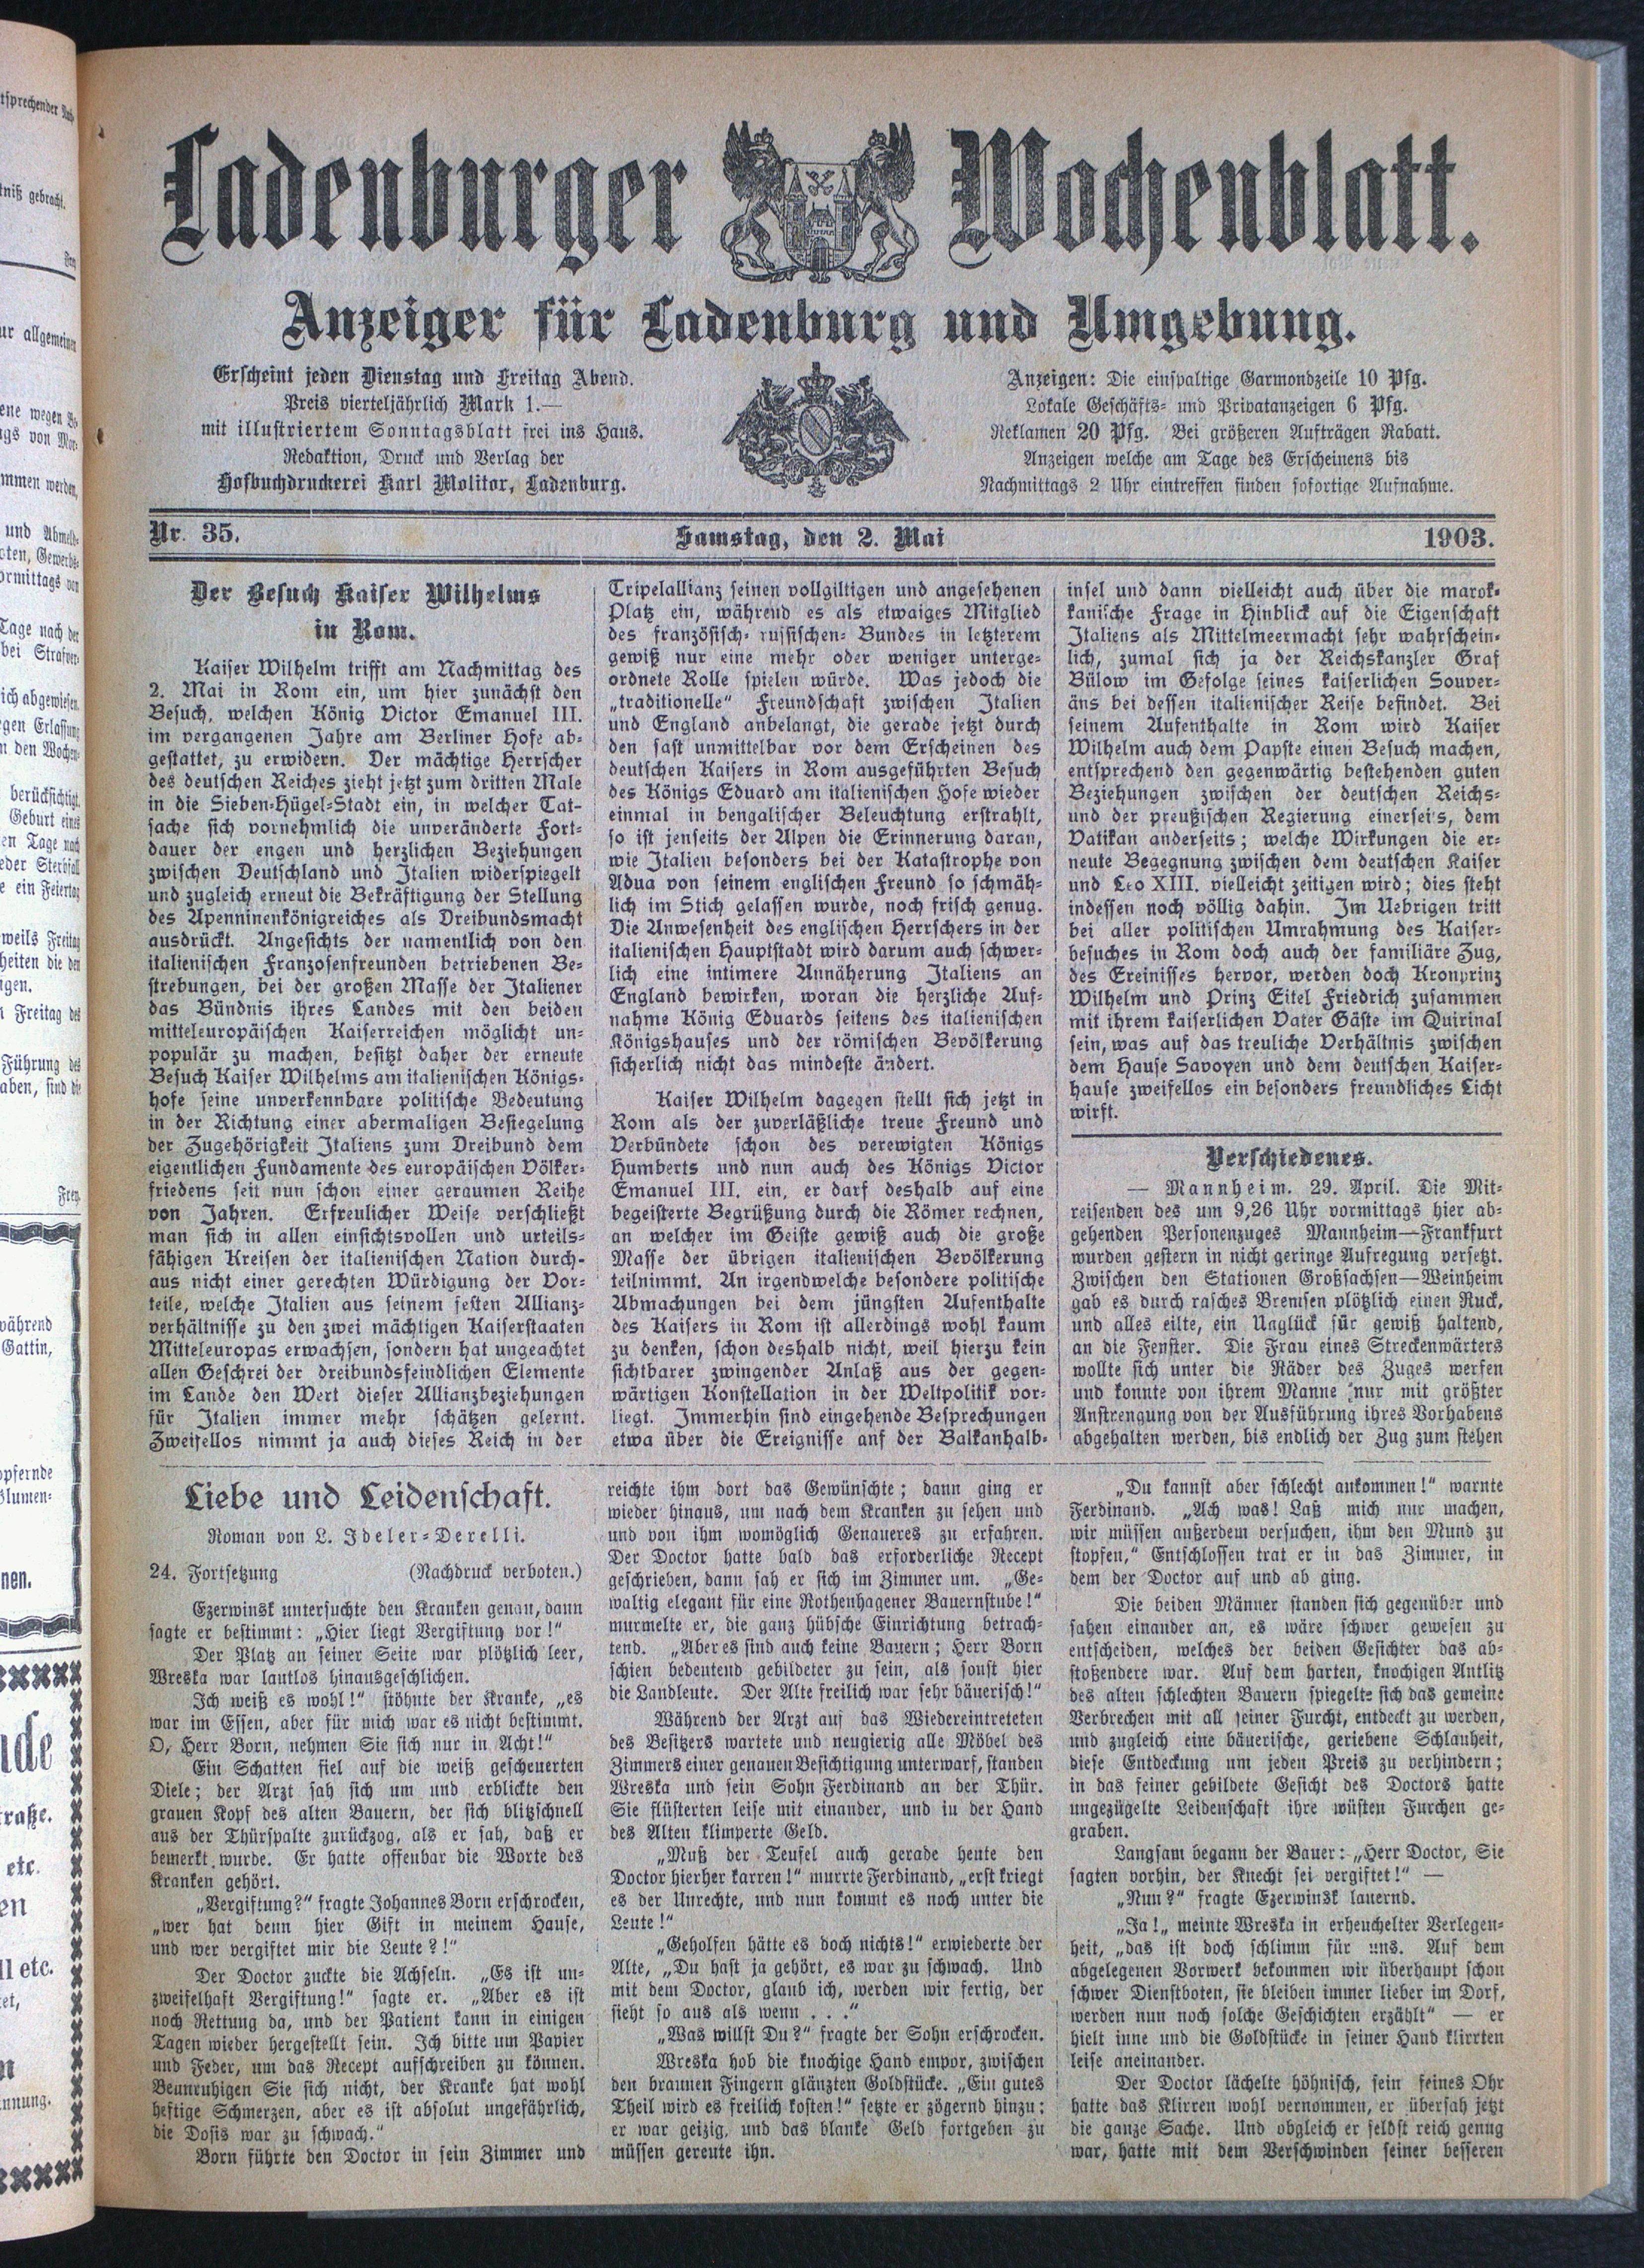 Ladenburger Wochenblatt.
Anzeiger für Ladenburg und Umgebung.
Erscheint jeden Dienstag und Freitag Abend.
Preis vierteljährlich Mark 1.—
mit illustriertem Sonntagsblatt frei ins Haus.
Redaktion, Druck und Verlag der
Hofbuchdruckerei Karl Molitor, Ladenburg.
Anzeigen: Die einspaltige Garmondzeile 10 Pfg.
Lokale Geschäfts- und Privatanzeigen 6 Pfg.
Reklamen 20 Pfg. Bei größeren Aufträgen Rabatt.
Anzeigen welche am Tage des Erscheinens bis
Nachmittags 2 Uhr eintreffen finden sofortige Aufnahme.
Nr. 35.
Samstag, den 2. Mai
1903.
Der Besuch Kaiser Wilhelms
in Rom.
Kaiser Wilhelm trifft am Nachmittag des
2. Mai in Rom ein, um hier zunächst den
Besuch, welchen König Victor Emanuel III.
im vergangenen Jahre am Berliner Hofe ab-
gestattet, zu erwidern. Der mächtige Herrscher
des deutschen Reiches zieht jetzt zum dritten Male
in die Sieben-Hügel-Stadt ein, in welcher Tat-
sache sich vornehmlich die unveränderte Fort-
dauer der engen und herzlichen Beziehungen
zwischen Deutschland und Italien widerspiegelt
und zugleich erneut die Bekräftigung der Stellung
des Apenninenkönigreiches als Dreibundsmacht
ausdrückt. Angesichts der namentlich von den
italienischen Franzosenfreunden betriebenen Be-
strebungen, bei der großen Masse der Italiener
das Bündnis ihres Landes mit den beiden
mitteleuropäischen Kaiserreichen möglicht un-
populär zu machen, besitzt daher der erneute
Besuch Kaiser Wilhelms am italienischen Königs-
hofe seine unverkennbare politische Bedeutung
in der Richtung einer abermaligen Besiegelung
der Zugehörigkeit Italiens zum Dreibund dem
eigentlichen Fundamente des europäischen Völker-
friedens seit nun schon einer geraumen Reihe
von Jahren. Erfreulicher Weise verschließt
man sich in allen einsichtsvollen und urteils-
fähigen Kreisen der italienischen Nation durch-
aus nicht einer gerechten Würdigung der Vor-
teile, welche Italien aus seinem festen Allianz-
verhältnisse zu den zwei mächtigen Kaiserstaaten
Mitteleuropas erwachsen, sondern hat ungeachtet
allen Geschrei der dreibundsfeindlichen Elemente
im Lande den Wert dieser Allianzbeziehungen
für Italien immer mehr schätzen gelernt.
Zweifellos nimmt ja auch dieses Reich in der
Tripelallianz seinen vollgiltigen und angesehenen
Platz ein, während es als etwaiges Mitglied
des französisch- russischen- Bundes in letzterem
gewiß nur eine mehr oder weniger unterge-
ordnete Rolle spielen würde. Was jedoch die
„traditionelle“ Freundschaft zwischen Italien
und England anbelangt, die gerade jetzt durch
den fast unmittelbar vor dem Erscheinen des
deutschen Kaisers in Rom ausgeführten Besuch
des Königs Eduard am italienischen Hofe wieder
einmal in bengalischer Beleuchtung erstrahlt,
so ist jenseits der Alpen die Erinnerung daran,
wie Italien besonders bei der Katastrophe von
Adua von seinem englischen Freund so schmäh-
lich im Stich gelassen wurde, noch frisch genug.
Die Anwesenheit des englischen Herrschers in der
italienischen Hauptstadt wird darum auch schwer-
lich eine intimere Annäherung Italiens an
England bewirken, woran die herzliche Auf-
nahme König Eduards seitens des italienischen
Königshauses und der römischen Bevölkerung
sicherlich nicht das mindeste ändert.
Kaiser Wilhelm dagegen stellt sich jetzt in
Rom als der zuverläßliche treue Freund und
Verbündete schon des verewigten Königs
Humberts und nun auch des Königs Victor
Emanuel III. ein, er darf deshalb auf eine
begeisterte Begrüßung durch die Römer rechnen,
an welcher im Geiste gewiß auch die große
Masse der übrigen italienischen Bevölkerung
teilnimmt. An irgendwelche besondere politische
Abmachungen bei dem jüngsten Aufenthalte
des Kaisers in Rom ist allerdings wohl kaum
zu denken, schon deshalb nicht, weil hierzu kein
sichtbarer zwingender Anlaß aus der gegen-
wärtigen Konstellation in der Weltpolitik vor-
liegt. Immerhin sind eingehende Besprechungen
etwa über die Ereignisse auf der Balkanhalb-
insel und dann vielleicht auch über die marok-
kanische Frage in Hinblick auf die Eigenschaft
Italiens als Mittelmeermacht sehr wahrschein-
lich, zumal sich ja der Reichskanzler Graf
Bülow im Gefolge seines kaiserlichen Souver-
äns bei dessen italienischer Reise befindet. Bei
seinem Aufenthalte in Rom wird Kaiser
Wilhelm auch dem Papste einen Besuch machen,
entsprechend den gegenwärtig bestehenden guten
Beziehungen zwischen der deutschen Reichs-
und der preußischen Regierung einerseits, dem
Vatikan anderseits; welche Wirkungen die er-
neute Begegnung zwischen dem deutschen Kaiser
und Leo XIII. vielleicht zeitigen wird; dies steht
indessen noch völlig dahin. Im Uebrigen tritt
bei aller politischen Umrahmung des Kaiser-
besuches in Rom doch auch der familiäre Zug,
des Ereinisses hervor, werden doch Kronprinz
Wilhelm und Prinz Eitel Friedrich zusammen
mit ihrem kaiserlichen Vater Gäste im Quirinal
sein, was auf das treuliche Verhältnis zwischen
dem Hause Savoyen und dem deutschen Kaiser-
hause zweifellos ein besonders freundliches Licht
wirft.
Verschiedenes.
— Mannheim. 29. April. Die Mit-
reisenden des um 9,26 Uhr vormittags hier ab-
gehenden Personenzuges Mannheim—Frankfurt
wurden gestern in nicht geringe Aufregung versetzt.
Zwischen den Stationen Großsachsen—Weinheim
gab es durch rasches Bremsen plötzlich einen Ruck,
und alles eilte, ein Unglück für gewiß haltend,
an die Fenster. Die Frau eines Streckenwärters
wollte sich unter die Räder des Zuges werfen
und konnte von ihrem Manne nur mit größter
Anstrengung von der Ausführung ihres Vorhabens
abgehalten werden, bis endlich der Zug zum stehen
Liebe und Leidenschaft.
Roman von L. Ideler-Derelli.
24. Fortsetzung (Nachdruck verboten.)
Ezerwinsk untersuchte den Kranken genau, dann
sagte er bestimmt: „Hier liegt Vergiftung vor!“
Der Platz an seiner Seite war plötzlich leer,
Wreska war lautlos hinausgeschlichen.
Ich weiß es wohl!“ stöhnte der Kranke, „es
war im Essen, aber für mich war es nicht bestimmt.
O, Herr Born, nehmen Sie sich nur in Acht!“
Ein Schatten fiel auf die weiß gescheuerten
Diele; der Arzt sah sich um und erblickte den
grauen Kopf des alten Bauern, der sich blitzschnell
aus der Thürspalte zurückzog, als er sah, daß er
bemerkt wurde. Er hatte offenbar die Worte des
Kranken gehört.
„Vergiftung?“ fragte Johannes Born erschrocken,
„wer hat denn hier Gift in meinem Hause,
und wer vergiftet mir die Leute?!“
Der Doctor zuckte die Achseln. „Es ist un-
zweifelhaft Vergiftung!“ sagte er. „Aber es ist
noch Rettung da, und der Patient kann in einigen
Tagen wieder hergestellt sein. Ich bitte um Papier
und Feder, um das Recept aufschreiben zu können.
Beunruhigen Sie sich nicht, der Kranke hat wohl
heftige Schmerzen, aber es ist absolut ungefährlich,
die Dosis war zu schwach.“
Born führte den Doctor in sein Zimmer und
reichte ihm dort das Gewünschte; dann ging er
wieder hinaus, um nach dem Kranken zu sehen und
und von ihm womöglich Genaueres zu erfahren.
Der Doctor hatte bald das erforderliche Recept
geschrieben, dann sah er sich im Zimmer um. „Ge-
waltig elegant für eine Rothenhagener Bauernstube!“
murmelte er, die ganz hübsche Einrichtung betrach-
tend. „Aber es sind auch keine Bauern; Herr Born
schien bedeutend gebildeter zu sein, als sonst hier
die Landleute. Der Alte freilich war sehr bäuerisch!“
Während der Arzt auf das Wiedereintreteten
des Besitzers wartete und neugierig alle Möbel des
Zimmers einer genauen Besichtigung unterwarf, standen
Wreska und sein Sohn Ferdinand an der Thür.
Sie flüsterten leise mit einander, und in der Hand
des Alten klimperte Geld.
„Muß der Teufel auch gerade heute den
Doctor hierher karren!“ murrte Ferdinand, „erst kriegt
es der Unrechte, und nun kommt es noch unter die
Leute!“
„Geholfen hätte es doch nichts!“ erwiederte der
Alte, „Du hast ja gehört, es war zu schwach. Und
mit dem Doctor, glaub ich, werden wir fertig, der
sieht so aus als wenn . . .“
„Was willst Du?“ fragte der Sohn erschrocken.
Wreska hob die knochige Hand empor, zwischen
den braunen Fingern glänzten Goldstücke. „Ein gutes
Theil wird es freilich kosten!“ setzte er zögernd hinzu;
er war geizig, und das blanke Geld fortgeben zu
müssen gereute ihn.
„Du kannst aber schlecht ankommen!“ warnte
Ferdinand. „Ach was! Laß mich nur machen,
wir müssen außerdem versuchen, ihm den Mund zu
stopfen,“ Entschlossen trat er in das Zimmer, in
dem der Doctor auf und ab ging.
Die beiden Männer standen sich gegenüber und
sahen einander an, es wäre schwer gewesen zu
entscheiden, welches der beiden Gesichter das ab-
stoßendere war. Auf dem harten, knochigen Antlitz
des alten schlechten Bauern spiegelte sich das gemeine
Verbrechen mit all seiner Furcht, entdeckt zu werden,
und zugleich eine bäuerische, geriebene Schlauheit,
diese Entdeckung um jeden Preis zu verhindern;
in das feiner gebildete Gesicht des Doctors hatte
ungezügelte Leidenschaft ihre wüsten Furchen ge-
graben.
Langsam begann der Bauer: „Herr Doctor, Sie
sagten vorhin, der Knecht sei vergiftet!“ —
„Nun?“ fragte Ezerwinsk lauernd.
„Ja!„ meinte Wreska in erheuchelter Verlegen-
heit, „das ist doch schlimm für uns. Auf dem
abgelegenen Vorwerk bekommen wir überhaupt schon
schwer Dienstboten, sie bleiben immer lieber im Dorf,
werden nun noch solche Geschichten erzählt“ — er
hielt inne und die Goldstücke in seiner Hand klirrten
leise aneinander.
Der Doctor lächelte höhnisch, sein feines Ohr
hatte das Klirren wohl vernommen, er übersah jetzt
die ganze Sache. Und obgleich er selbst reich genug
war, hatte mit dem Verschwinden seiner besseren